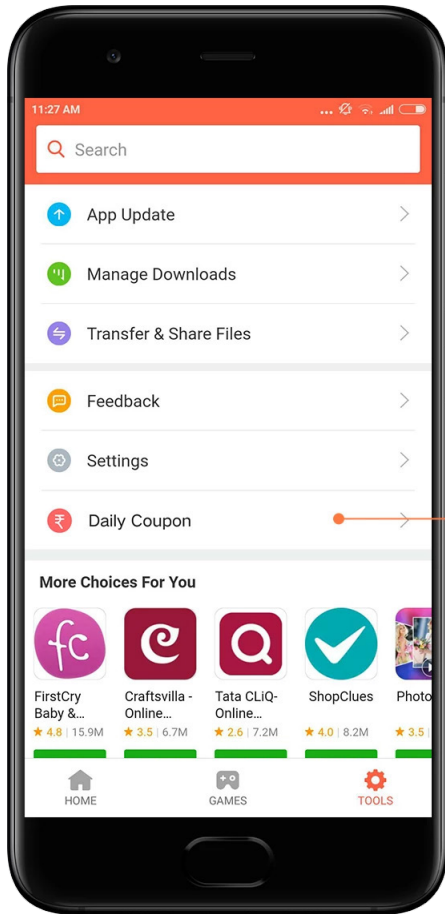 11:27 AM
Search
App Update
Manage Downloads
Transfer & Share Files
Feedback
Settings
₹ Daily Coupon
More Choices For You
fc
FirstCry
Baby &...
★ 4.8 | 15.9M
Craftsvilla -
Online...
★ 3.5 | 6.7M
Tata CLiQ-
Online...
★ 2.6 | 7.2M
ShopClues
★ 4.0 | 8.2M
Photo
★ 3.5 |
HOME
GAMES
TOOLS